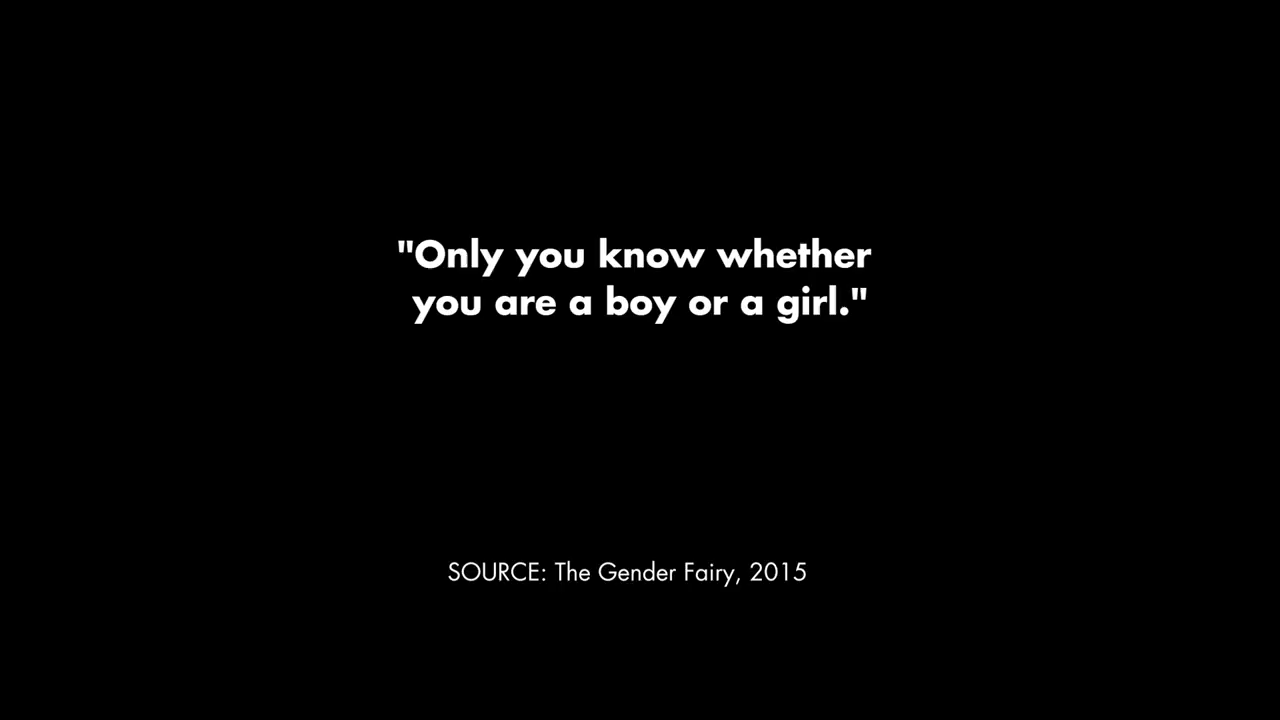 "Only you know whether
you are a boy or a girl."
SOURCE: The Gender Fairy, 2015